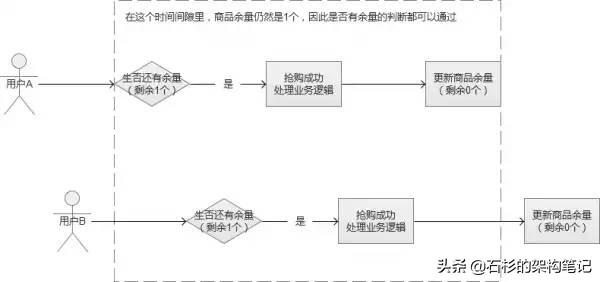 在这个时间间隙里，商品余量仍然是1个，因此是否有余量的判断都可以通过
用户A
生否还有余量
（剩余1个）
是
抢购成功
处理业务逻辑
更新商品余量
（剩余0个）
用户B
生否还有余量
（剩余1个）
是
抢购成功
处理业务逻辑
更新商品余量
（剩余0个）
头条 @石杉的架构笔记